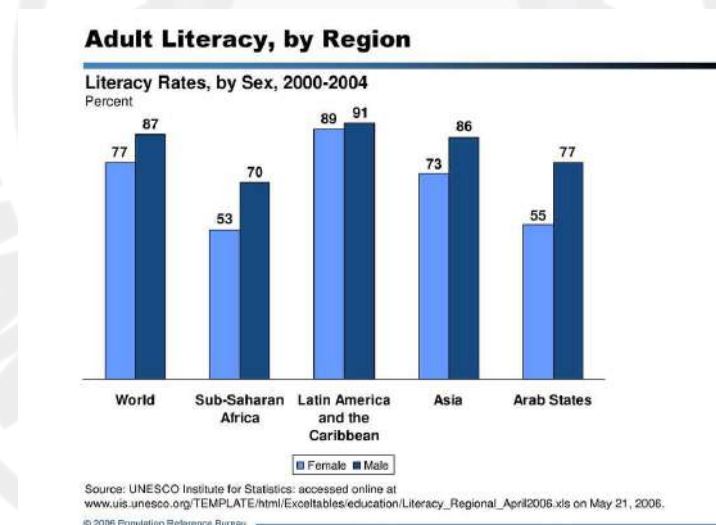 Adult Literacy, by Region
Literacy Rates, by Sex, 2000-2004
Percent
77 87
53 70
89 91
73 86
55 77
World
Sub-Saharan
Africa
Latin America
and the
Caribbean
Asia
Arab States
Female Male
Source: UNESCO Institute for Statistics: accessed online at
www.uis.unesco.org/TEMPLATE/html/Exceltables/education/Literacy_Regional_April2006.xls on May 21, 2006.
© 2006 Population Reference Bureau